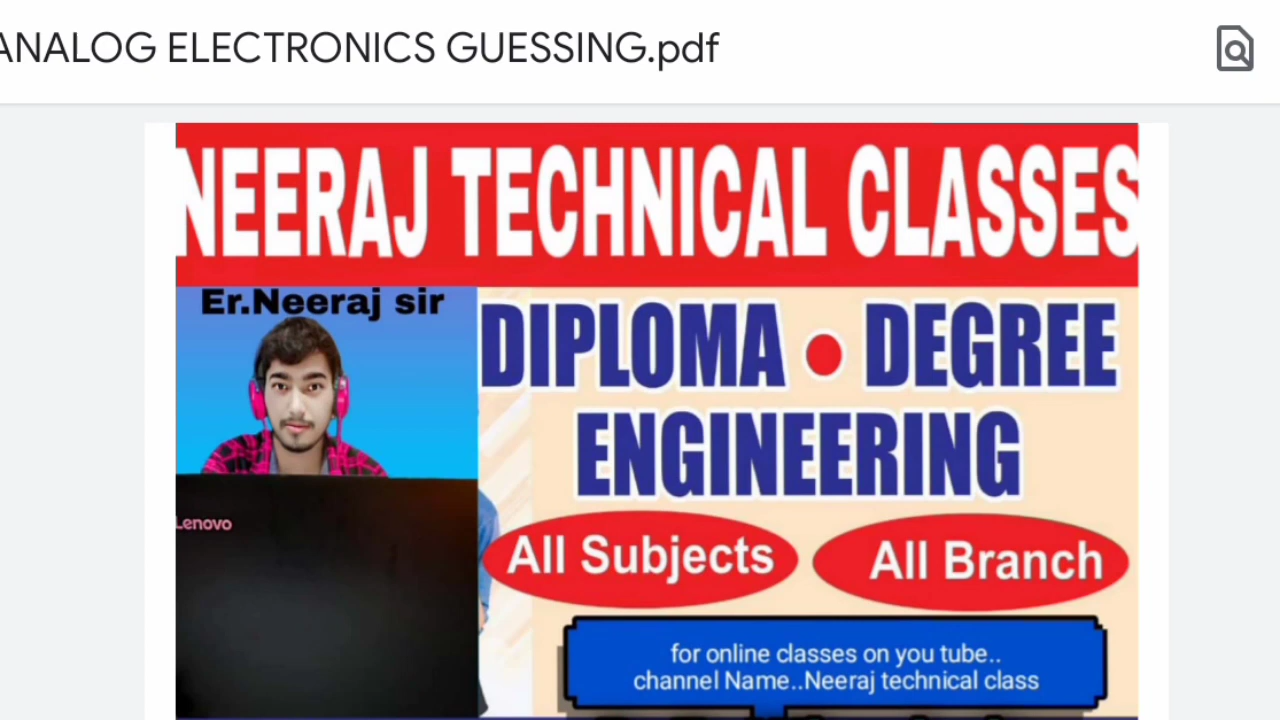 ANALOG ELECTRONICS GUESSING.pdf
NEERAJ TECHNICAL CLASSES
Er.Neeraj sir
DIPLOMA • DEGREE
ENGINEERING
Lenovo
All Subjects All Branch
for online classes on you tube..
channel Name..Neeraj technical class